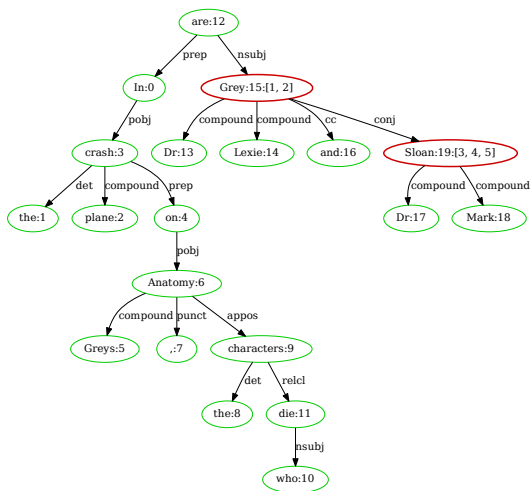 are:12
prep nsubj
In:0 Grey:15:[1, 2]
pobj compound compound cc conj
crash:3 Dr:13 Lexie:14 and:16 Sloan:19:[3, 4, 5]
det compound prep compound compound
the:1 plane:2 on:4 Dr:17 Mark:18
pobj
Anatomy:6
compound punct appos
Greys:5 ,:7 characters:9
det relcl
the:8 die:11
nsubj
who:10